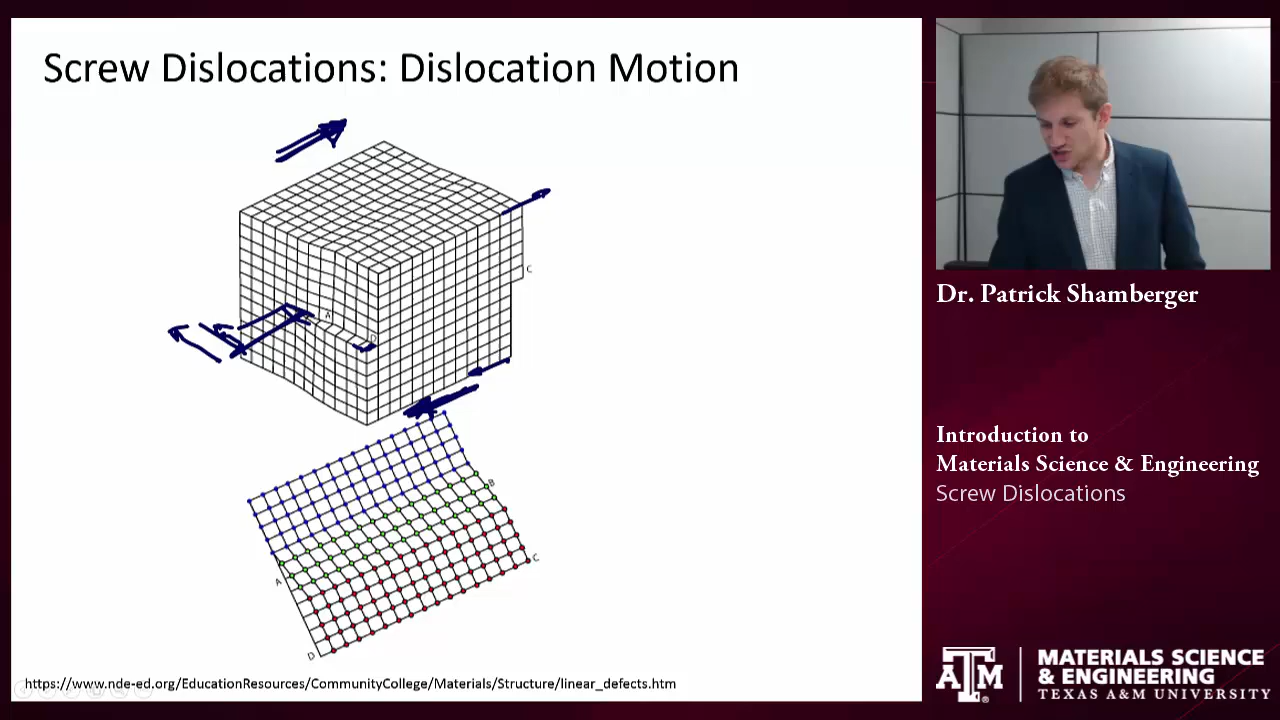 Screw Dislocations: Dislocation Motion
C
A
D
B
A
C
D
https://www.nde-ed.org/EducationResources/CommunityCollege/Materials/Structure/linear_defects.htm
Dr. Patrick Shamberger
Introduction to
Materials Science & Engineering
Screw Dislocations
ATM®
MATERIALS SCIENCE
& ENGINEERING
TEXAS A&M UNIVERSITY